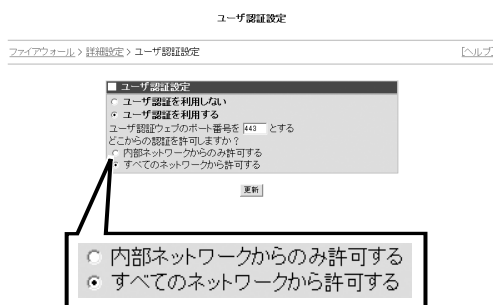 ユーザ認証設定
ファイアウォール > 詳細設定 > ユーザ認証設定 [ヘルプ
■ ユーザ認証設定
ユーザ認証を利用しない
ユーザ認証を利用する
ユーザ認証ウェブのポート番号を 443 とする
どこからの認証を許可しますか？
内部ネットワークからのみ許可する
すべてのネットワークから許可する
更新
内部ネットワークからのみ許可する
すべてのネットワークから許可する